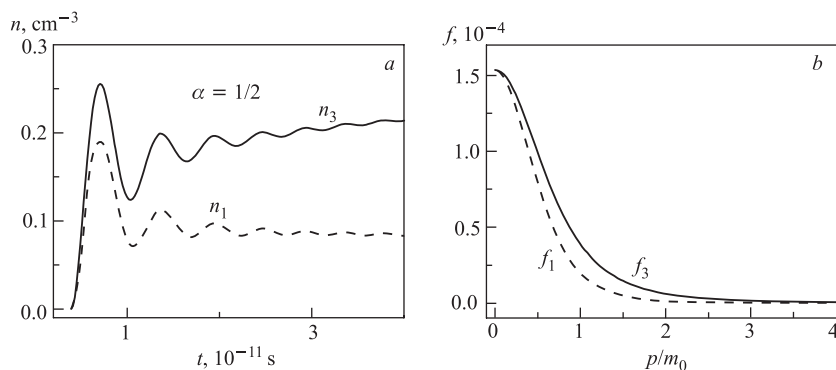 n, cm⁻³
0.3
0.2
0.1
0.0
a
α = 1/2
n₃
n₁
1 3
t, 10⁻¹¹ s
f, 10⁻⁴
1.5
1.0
0.5
0.0
b
f₁
f₃
0 1 2 3 4
p/m₀